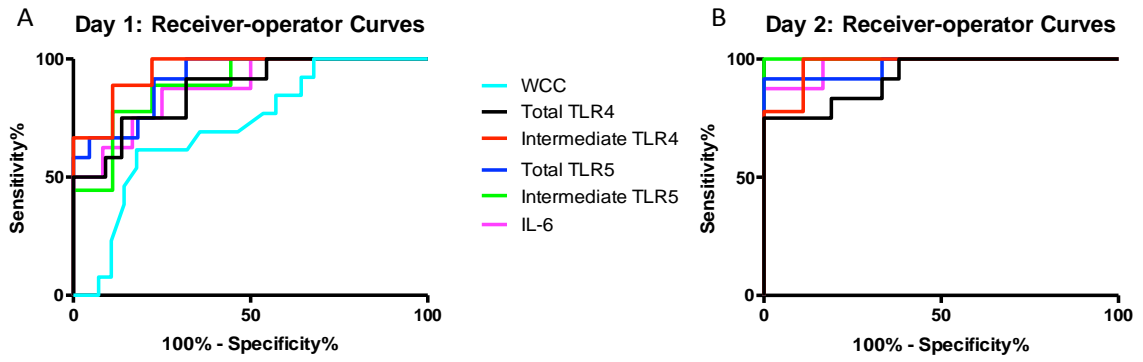 A
Day 1: Receiver-operator Curves
100
50
0
Sensitivity%
0
50
100
100% - Specificity%
WCC
Total TLR4
Intermediate TLR4
Total TLR5
Intermediate TLR5
IL-6
B
Day 2: Receiver-operator Curves
100
50
0
Sensitivity%
0
50
100
100% - Specificity%